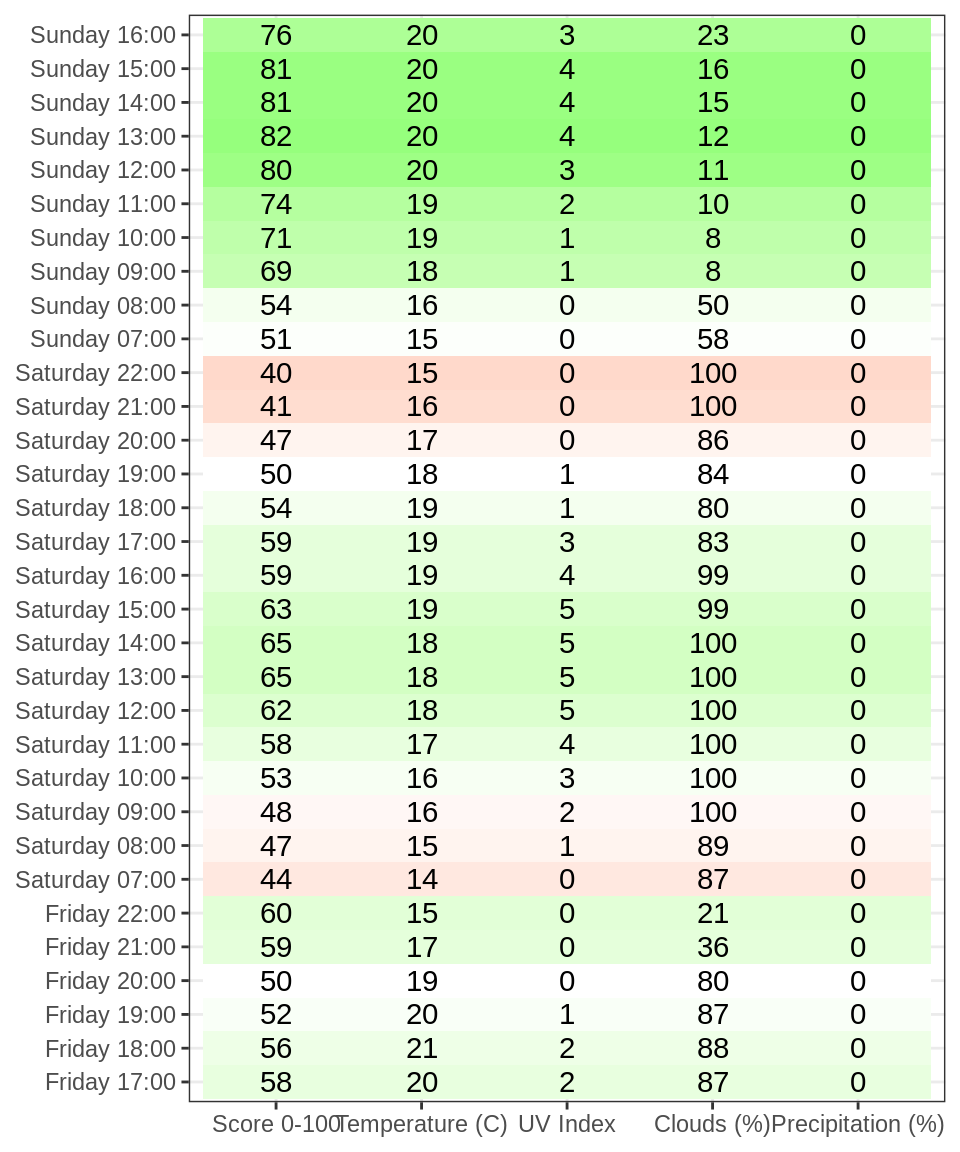 Sunday 16:00 76 20 3 23 0
Sunday 15:00 81 20 4 16 0
Sunday 14:00 81 20 4 15 0
Sunday 13:00 82 20 4 12 0
Sunday 12:00 80 20 3 11 0
Sunday 11:00 74 19 2 10 0
Sunday 10:00 71 19 1 8 0
Sunday 09:00 69 18 1 8 0
Sunday 08:00 54 16 0 50 0
Sunday 07:00 51 15 0 58 0
Saturday 22:00 40 15 0 100 0
Saturday 21:00 41 16 0 100 0
Saturday 20:00 47 17 0 86 0
Saturday 19:00 50 18 1 84 0
Saturday 18:00 54 19 1 80 0
Saturday 17:00 59 19 3 83 0
Saturday 16:00 59 19 4 99 0
Saturday 15:00 63 19 5 99 0
Saturday 14:00 65 18 5 100 0
Saturday 13:00 65 18 5 100 0
Saturday 12:00 62 18 5 100 0
Saturday 11:00 58 17 4 100 0
Saturday 10:00 53 16 3 100 0
Saturday 09:00 48 16 2 100 0
Saturday 08:00 47 15 1 89 0
Saturday 07:00 44 14 0 87 0
Friday 22:00 60 15 0 21 0
Friday 21:00 59 17 0 36 0
Friday 20:00 50 19 0 80 0
Friday 19:00 52 20 1 87 0
Friday 18:00 56 21 2 88 0
Friday 17:00 58 20 2 87 0
Score 0-100 Temperature (C) UV Index Clouds (%) Precipitation (%)